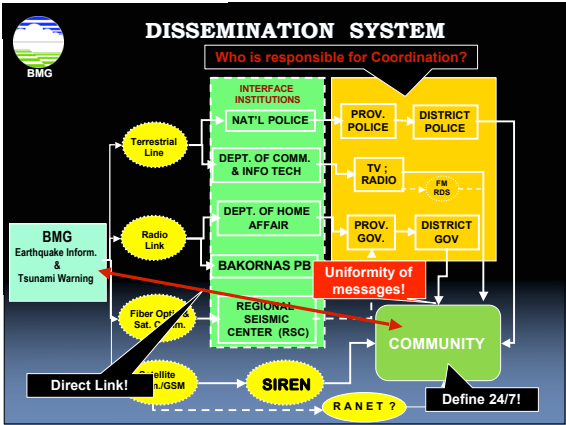 DISSEMINATION SYSTEM
BMG
Who is responsible for Coordination?
INTERFACE
INSTITUTIONS
NAT'L POLICE
PROV.
POLICE
DISTRICT
POLICE
Terrestrial
Line
DEPT. OF COMM.
& INFO TECH
TV ;
RADIO
FM
RDS
BMG
Earthquake Inform.
&
Tsunami Warning
Radio
Link
DEPT. OF HOME
AFFAIR
PROV.
GOV.
DISTRICT
GOV
BAKORNAS PB
Uniformity of
messages!
Fiber Optic &
Sat.
REGIONAL
SEISMIC
CENTER (RSC)
COMMUNITY
Direct Link!
/GSM
SIREN
Define 24/7!
R A N E T ?